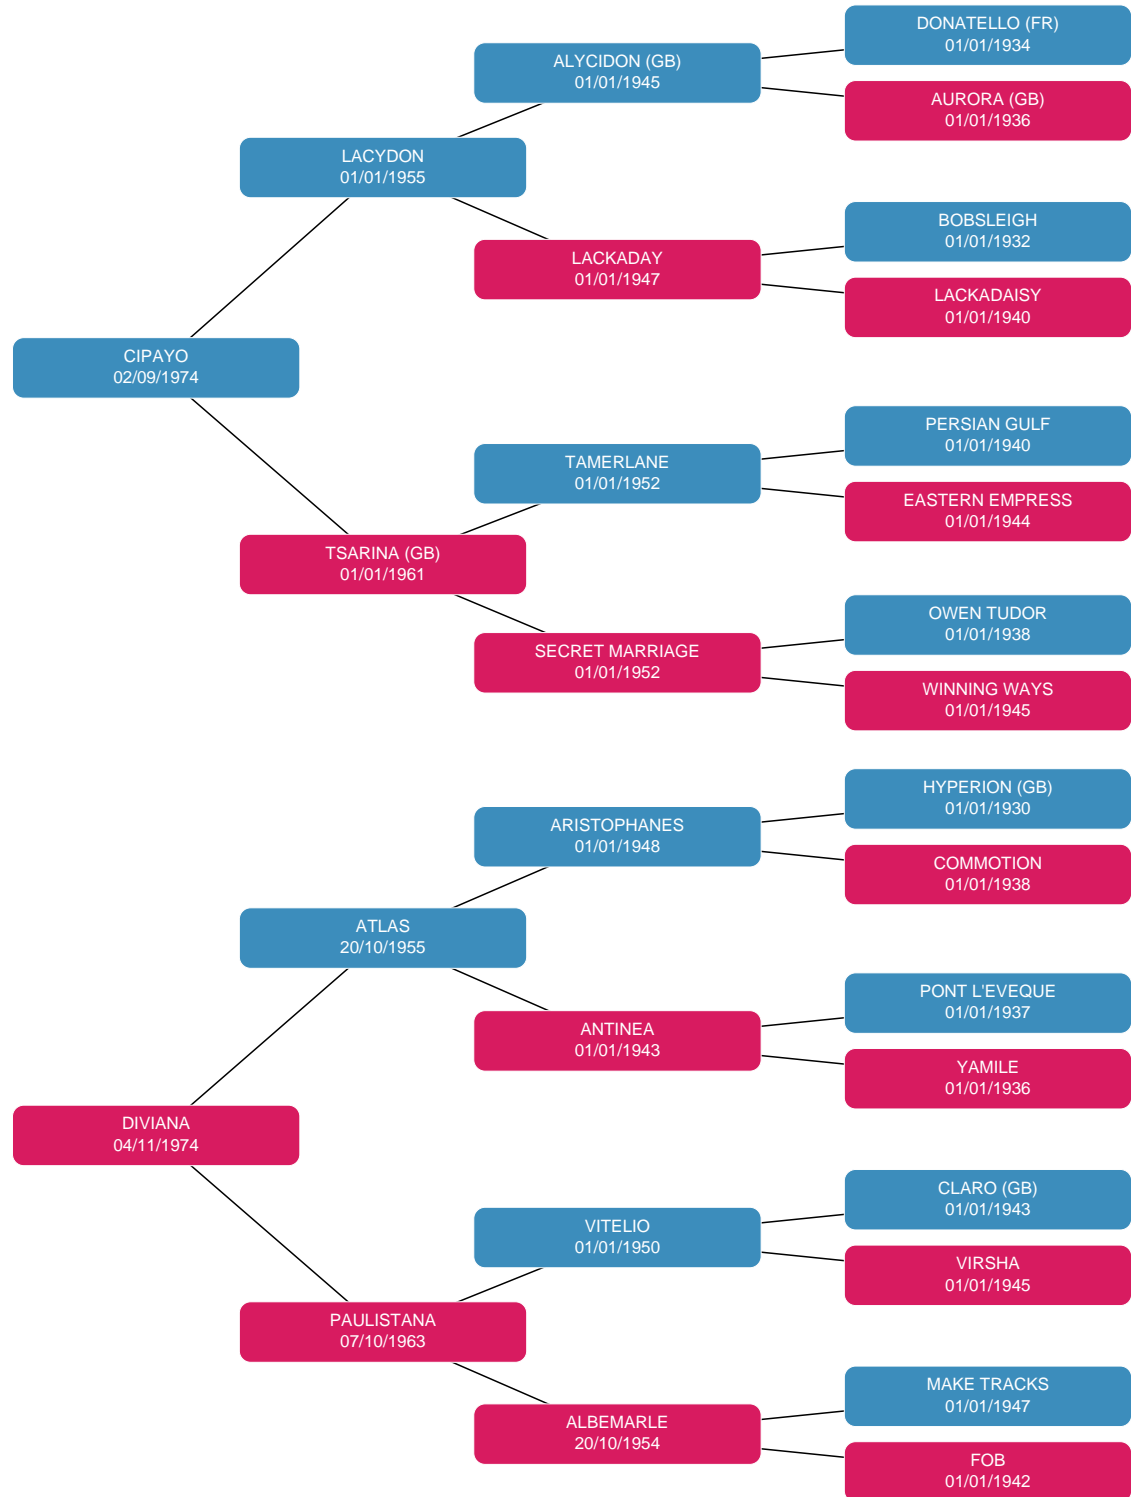 DONATELLO (FR)
01/01/1934
ALYCIDON (GB)
01/01/1945
AURORA (GB)
01/01/1936
LACYDON
01/01/1955
BOBSLEIGH
01/01/1932
LACKADAY
01/01/1947
LACKADAISY
01/01/1940
CIPAYO
02/09/1974
PERSIAN GULF
01/01/1940
TAMERLANE
01/01/1952
EASTERN EMPRESS
01/01/1944
TSARINA (GB)
01/01/1961
OWEN TUDOR
01/01/1938
SECRET MARRIAGE
01/01/1952
WINNING WAYS
01/01/1945
HYPERION (GB)
01/01/1930
ARISTOPHANES
01/01/1948
COMMOTION
01/01/1938
ATLAS
20/10/1955
PONT L'EVEQUE
01/01/1937
ANTINEA
01/01/1943
YAMILE
01/01/1936
DIVIANA
04/11/1974
CLARO (GB)
01/01/1943
VITELIO
01/01/1950
VIRSHA
01/01/1945
PAULISTANA
07/10/1963
MAKE TRACKS
01/01/1947
ALBEMARLE
20/10/1954
FOB
01/01/1942